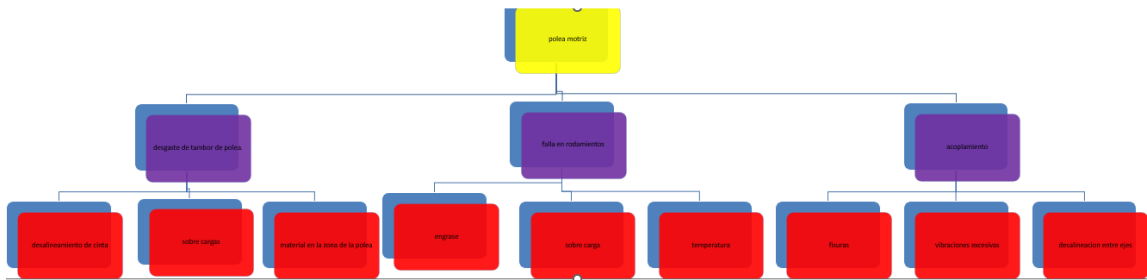 polea motriz
desgaste de tambor de polea.
falla en rodamientos
acoplamiento
desalineamiento de cinta
sobre cargas
material en la zona de la polea
engrase
sobre carga
temperatura
fisuras
vibraciones excesivas
desalineacion entre ejes